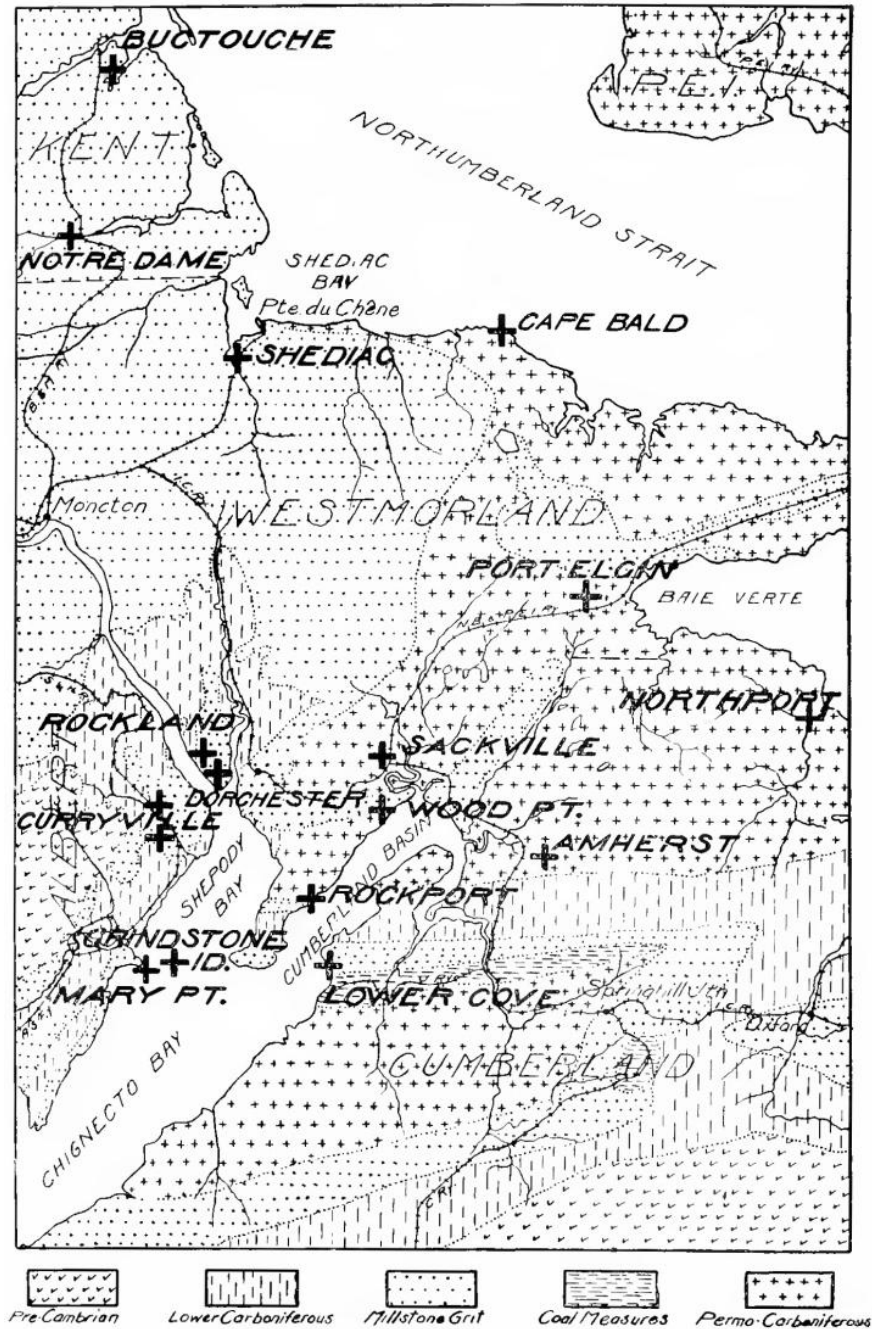 BUCTOUCHE
P.E.I.
KENT
NORTHUMBERLAND STRAIT
NOTRE DAME
SHEDIAC
BAY
Pte. du Chêne
CAPE BALD
SHEDIAC
I.C.R.
Moncton
WESTMORLAND
PORT ELGIN
BAIE VERTE
NORTHPORT
ROCKLAND
SACKVILLE
DORCHESTER
WOOD PT.
CURRYVILLE
ALBERT
AMHERST
SHEPODY
BAY
CUMBERLAND BASIN
ROCKPORT
GRINDSTONE
ID.
MARY PT.
LOWER COVE
Springhill Jtn
Oxford
CUMBERLAND
CHIGNECTO BAY
Pre-Cambrian
Lower Carboniferous
Millstone Grit
Coal Measures
Permo-Carboniferous